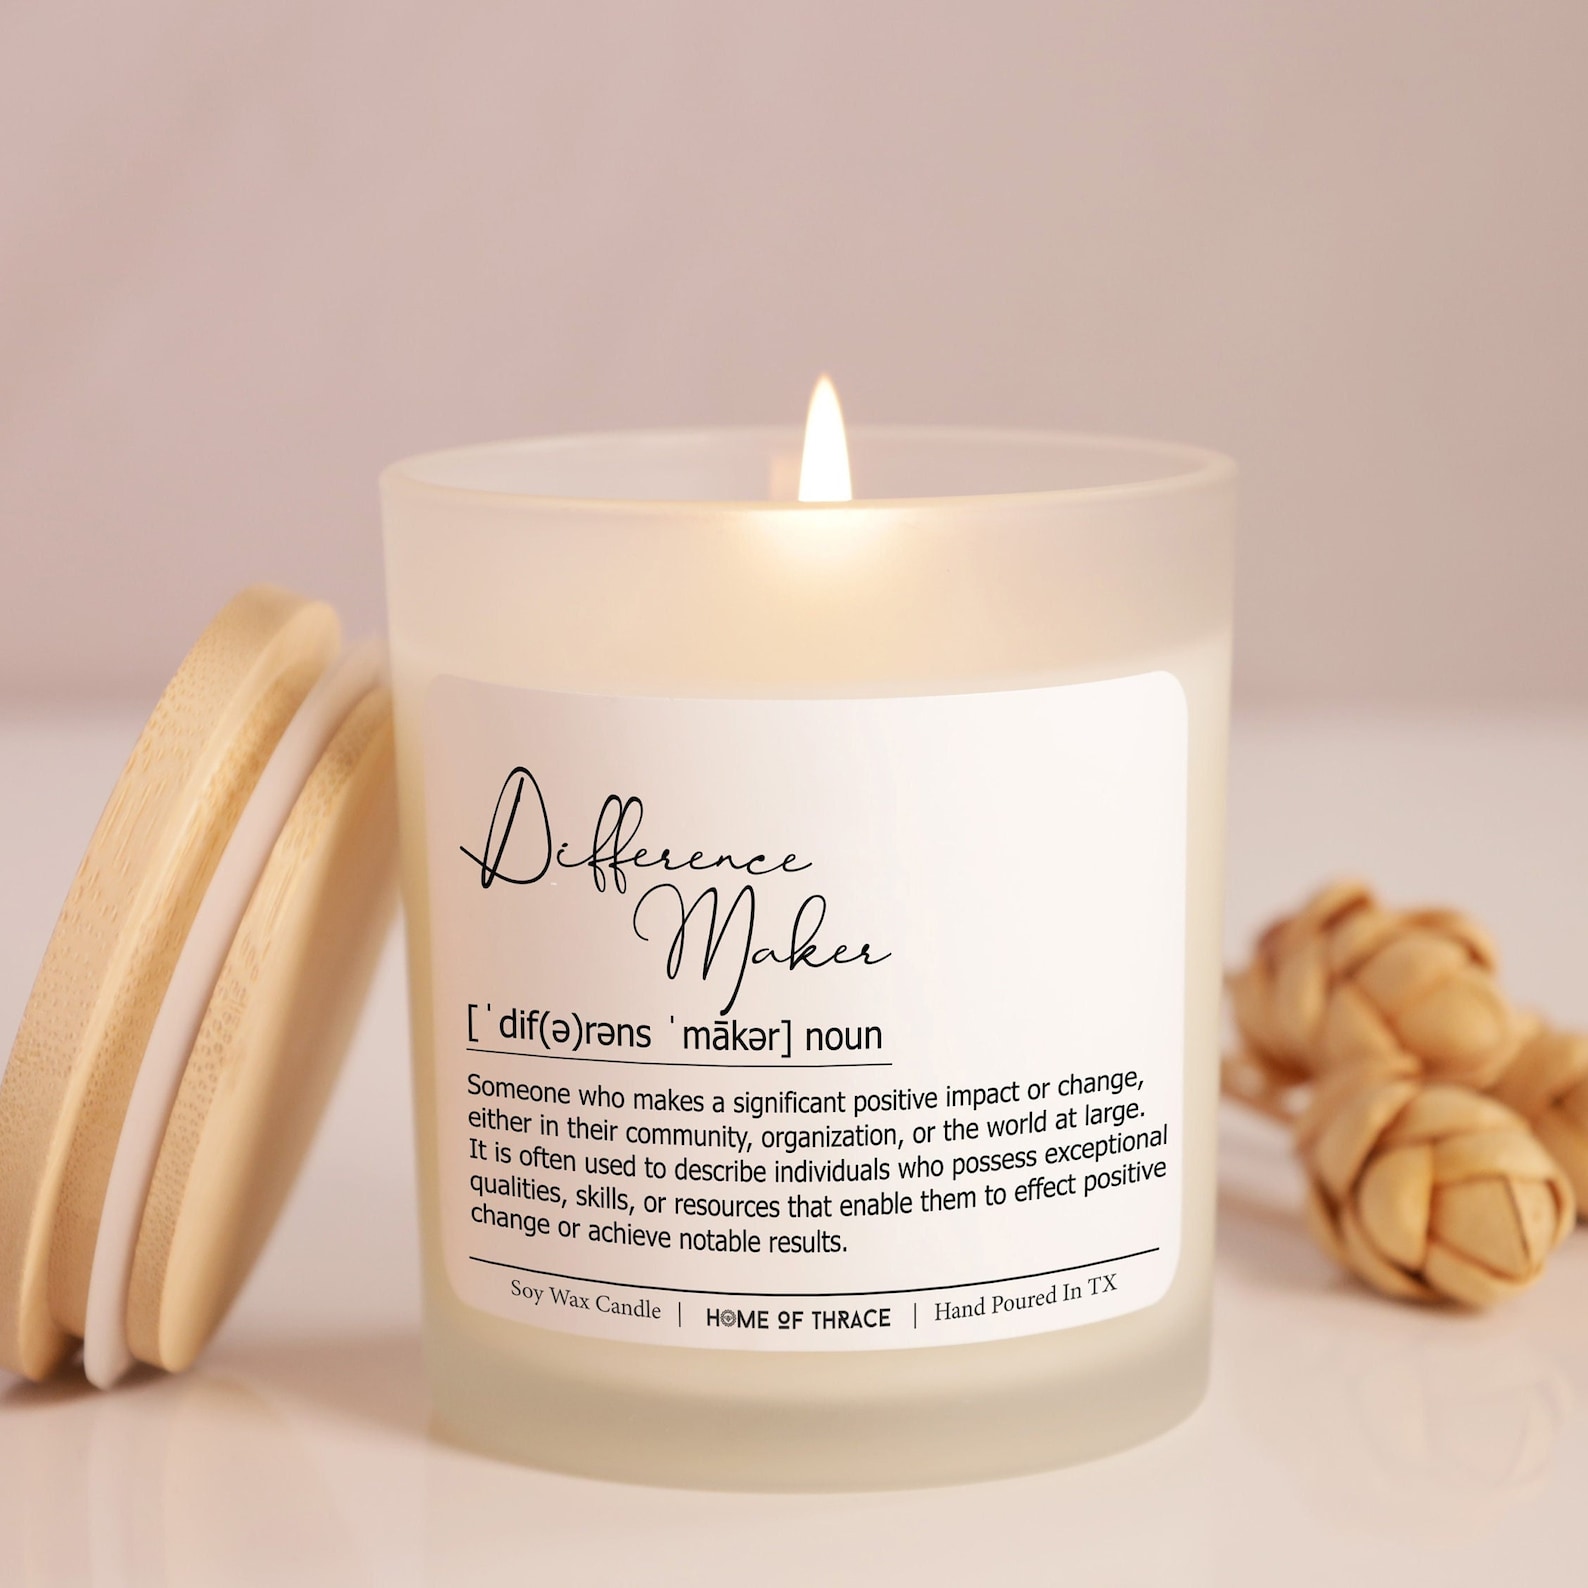 Difference
Maker
[ˈdif(ə)rəns ˈmākər] noun
Someone who makes a significant positive impact or change,
either in their community, organization, or the world at large.
It is often used to describe individuals who possess exceptional
qualities, skills, or resources that enable them to effect positive
change or achieve notable results.
Soy Wax Candle | HOME OF THRACE | Hand Poured In TX